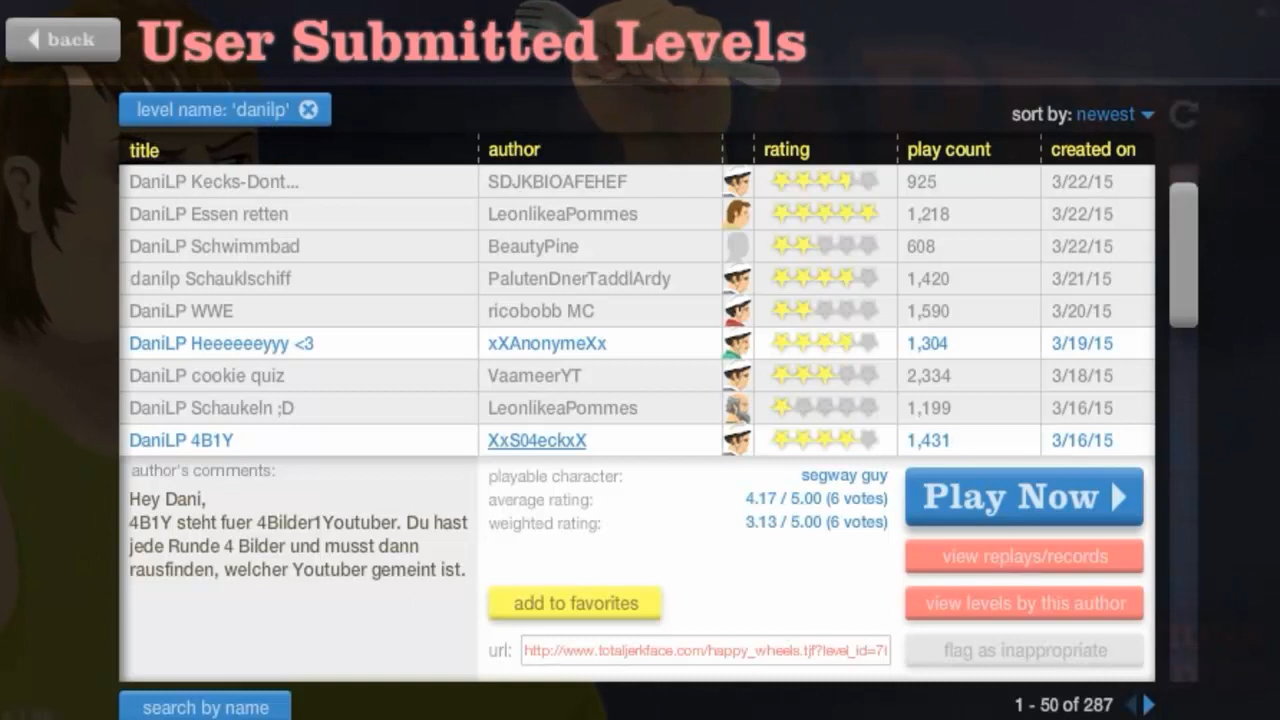 back
User Submitted Levels
level name: 'danilp'
sort by: newest
title author rating play count created on
DaniLP Kecks-Dont... SDJKBIOAFEHEF 925 3/22/15
DaniLP Essen retten LeonlikeaPommes 1,218 3/22/15
DaniLP Schwimmbad BeautyPine 608 3/22/15
danilp Schauklschiff PalutenDnerTaddlArdy 1,420 3/21/15
DaniLP WWE ricobobb MC 1,590 3/20/15
DaniLP Heeeeeeyyy <3 xXAnonymeXx 1,304 3/19/15
DaniLP cookie quiz VaameerYT 2,334 3/18/15
DaniLP Schaukeln ;D LeonlikeaPommes 1,199 3/16/15
DaniLP 4B1Y XxS04eckxX 1,431 3/16/15
author's comments:
Hey Dani,
4B1Y steht fuer 4Bilder1Youtuber. Du hast
jede Runde 4 Bilder und musst dann
rausfinden, welcher Youtuber gemeint ist.
playable character: segway guy
average rating: 4.17 / 5.00 (6 votes)
weighted rating: 3.13 / 5.00 (6 votes)
add to favorites
url: http://www.totaljerkface.com/happy_wheels.tjf?level_id=7
Play Now
view replays/records
view levels by this author
flag as inappropriate
search by name
1 - 50 of 287